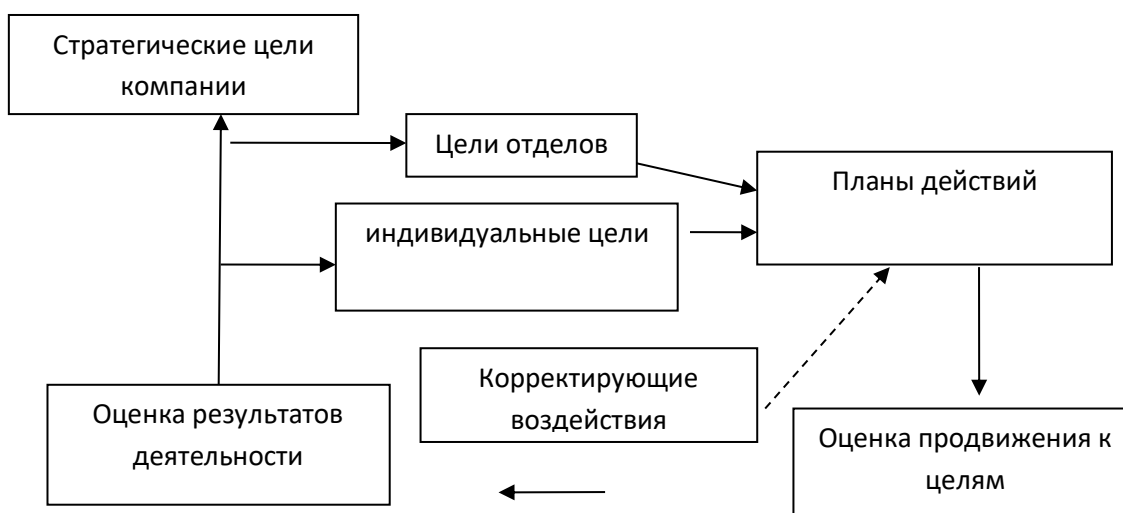 Стратегические цели
компании
Цели отделов
Планы действий
индивидуальные цели
Корректирующие
воздействия
Оценка результатов
деятельности
Оценка продвижения к
целям